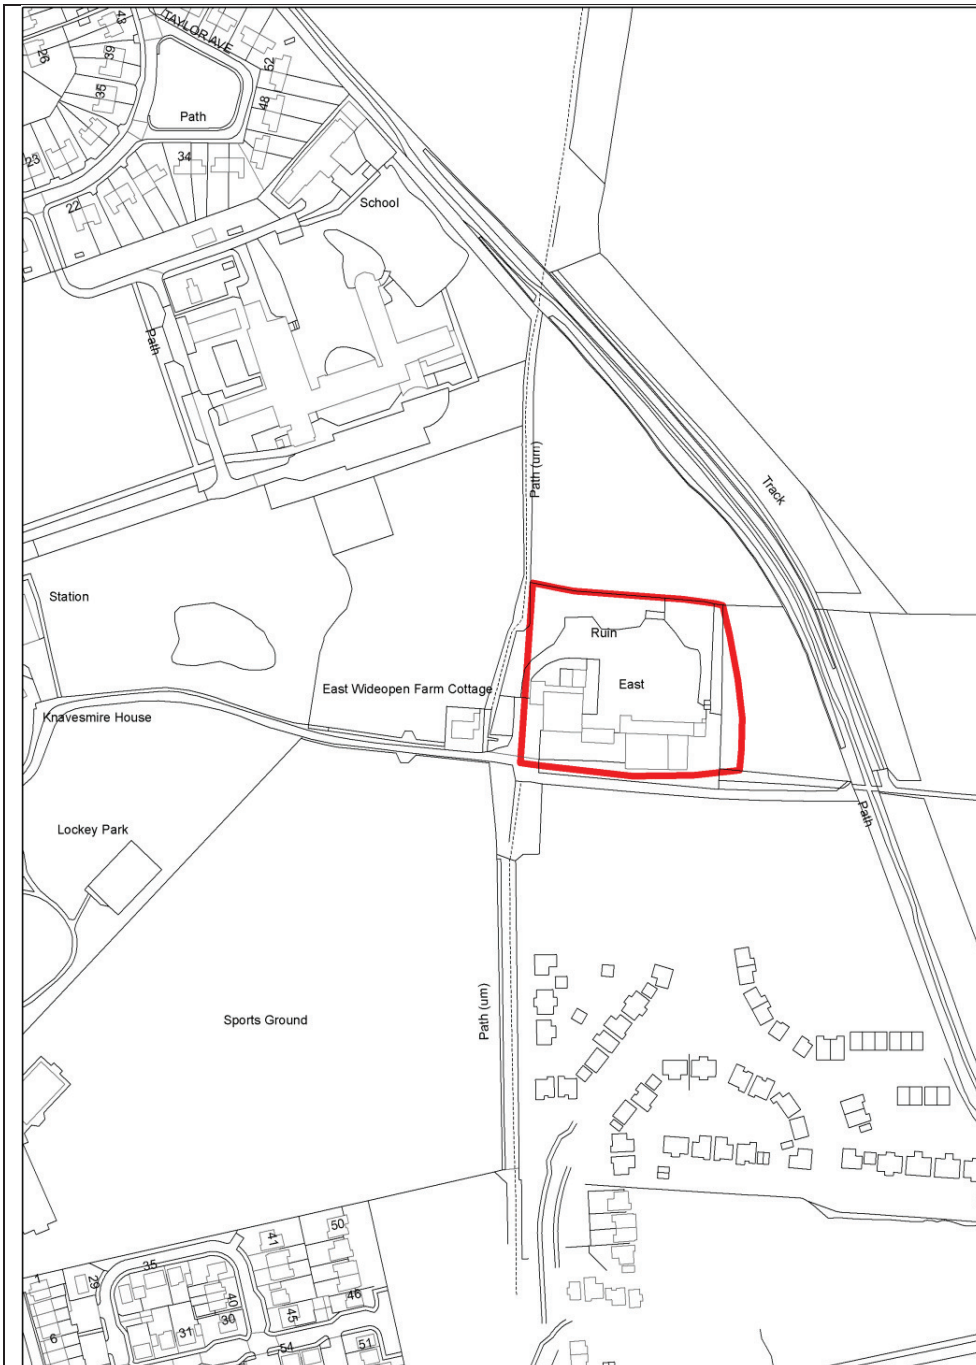 43
TAYLOR AVE
26
39
52
35
48
Path
23
34
22
School
Path
Path (um)
Track
Station
Ruin
East
East Wideopen Farm Cottage
Knavesmire House
Lockey Park
Path
Path (um)
Sports Ground
50
41
35
1
29
46
40
45
30
31
6
54
51